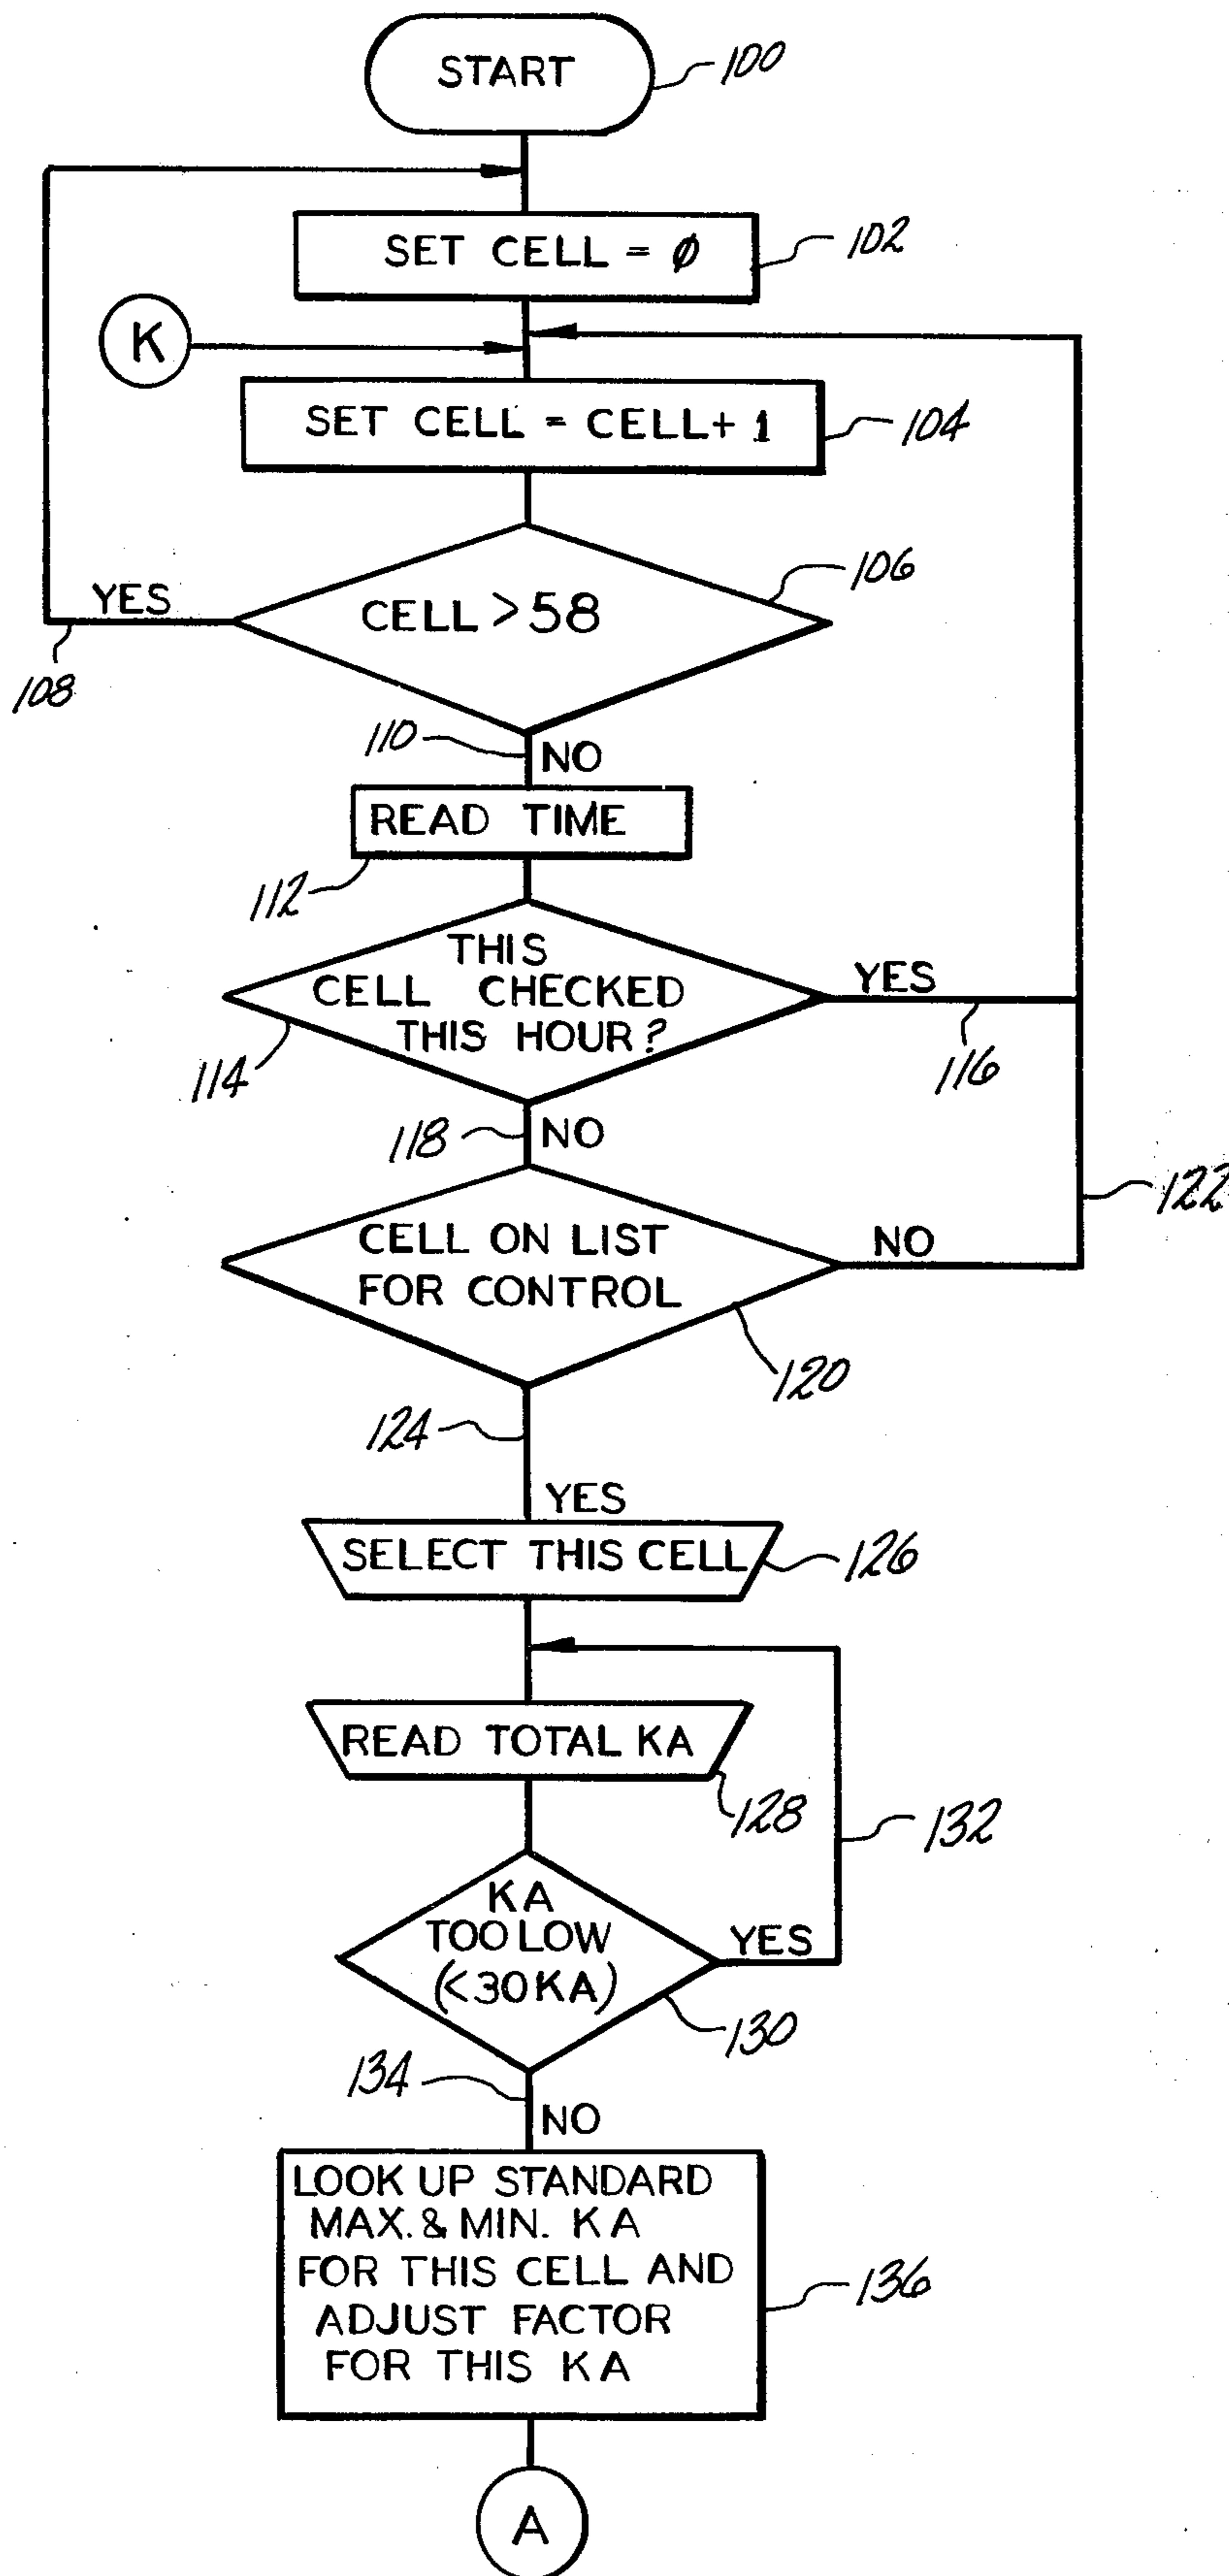 START
100
SET CELL = ϕ
102
K
SET CELL = CELL + 1
104
CELL > 58
106
YES
108
110
NO
READ TIME
112
THIS
CELL CHECKED
THIS HOUR?
114
YES
116
118
NO
CELL ON LIST
FOR CONTROL
120
NO
122
124
YES
SELECT THIS CELL
126
READ TOTAL KA
128
KA
TOO LOW
(<30 KA)
130
YES
132
134
NO
LOOK UP STANDARD
MAX. & MIN. KA
FOR THIS CELL AND
ADJUST FACTOR
FOR THIS KA
136
A